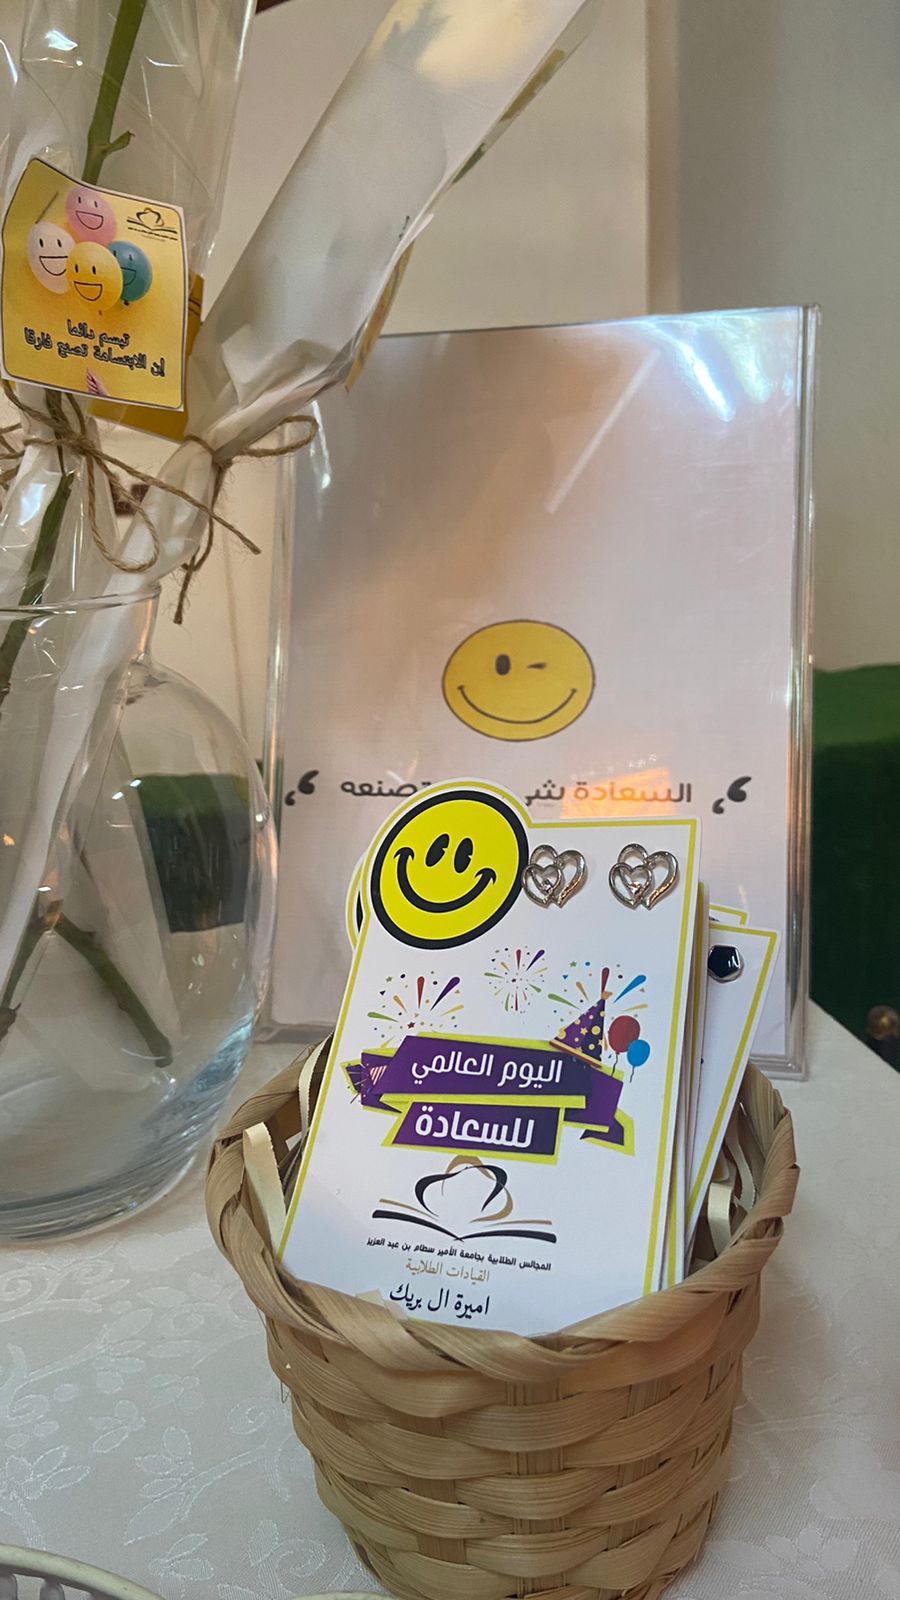 تبسم دائما
إن الابتسامة تصنع فارقا
السعادة تصنعه
اليوم العالمي
للسعادة
المجالس الطلابية بجامعة الأمير سطام بن عبد العزيز
القيادات الطلابية
اميرة ال بريك